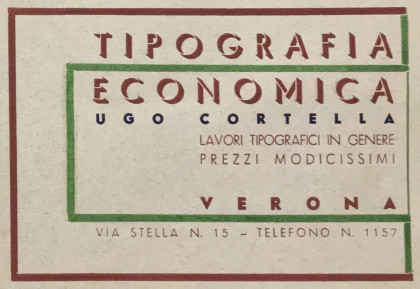 TIPOGRAFIA
ECONOMICA
UGO CORTELLA
LAVORI TIPOGRAFICI IN GENERE
PREZZI MODICISSIMI
VERONA
VIA STELLA N. 15 – TELEFONO N. 1157